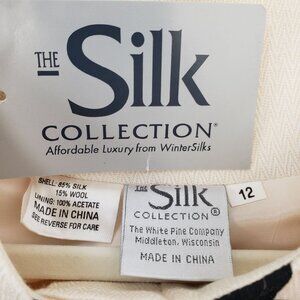 THE Silk
COLLECTION®
Affordable Luxury from WinterSilks
SHELL: 85% SILK
15% WOOL
LINING: 100% ACETATE
MADE IN CHINA
SEE REVERSE FOR CARE
THE Silk
COLLECTION®
The White Pine Company
Middleton, Wisconsin
MADE IN CHINA
12